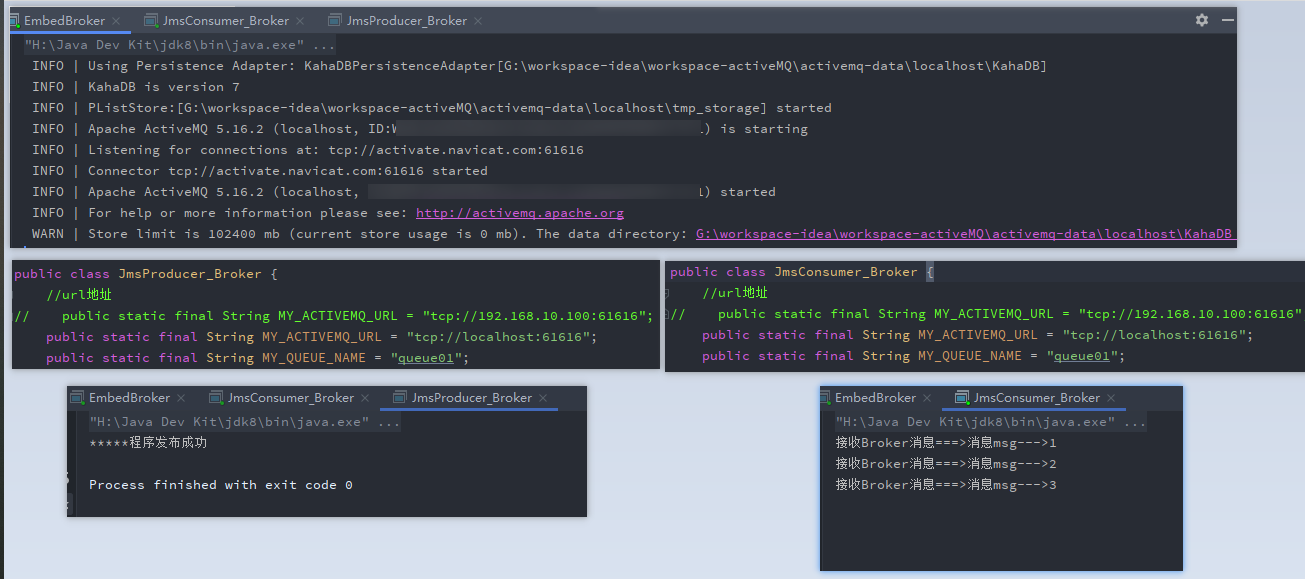 EmbedBroker JmsConsumer_Broker JmsProducer_Broker
"H:\Java Dev Kit\jdk8\bin\java.exe" ...
INFO | Using Persistence Adapter: KahaDBPersistenceAdapter[G:\workspace-idea\workspace-activeMQ\activemq-data\localhost\KahaDB]
INFO | KahaDB is version 7
INFO | PListStore:[G:\workspace-idea\workspace-activeMQ\activemq-data\localhost\tmp_storage] started
INFO | Apache ActiveMQ 5.16.2 (localhost, ID: ) is starting
INFO | Listening for connections at: tcp://activate.navicat.com:61616
INFO | Connector tcp://activate.navicat.com:61616 started
INFO | Apache ActiveMQ 5.16.2 (localhost, ) started
INFO | For help or more information please see: http://activemq.apache.org
WARN | Store limit is 102400 mb (current store usage is 0 mb). The data directory: G:\workspace-idea\workspace-activeMQ\activemq-data\localhost\KahaDB
public class JmsProducer_Broker {
//url地址
// public static final String MY_ACTIVEMQ_URL = "tcp://192.168.10.100:61616";
public static final String MY_ACTIVEMQ_URL = "tcp://localhost:61616";
public static final String MY_QUEUE_NAME = "queue01";
public class JmsConsumer_Broker {
//url地址
// public static final String MY_ACTIVEMQ_URL = "tcp://192.168.10.100:61616"
public static final String MY_ACTIVEMQ_URL = "tcp://localhost:61616";
public static final String MY_QUEUE_NAME = "queue01";
EmbedBroker JmsConsumer_Broker JmsProducer_Broker
"H:\Java Dev Kit\jdk8\bin\java.exe" ...
*****程序发布成功
Process finished with exit code 0
EmbedBroker JmsConsumer_Broker
"H:\Java Dev Kit\jdk8\bin\java.exe" ...
接收Broker消息===>消息msg--->1
接收Broker消息===>消息msg--->2
接收Broker消息===>消息msg--->3